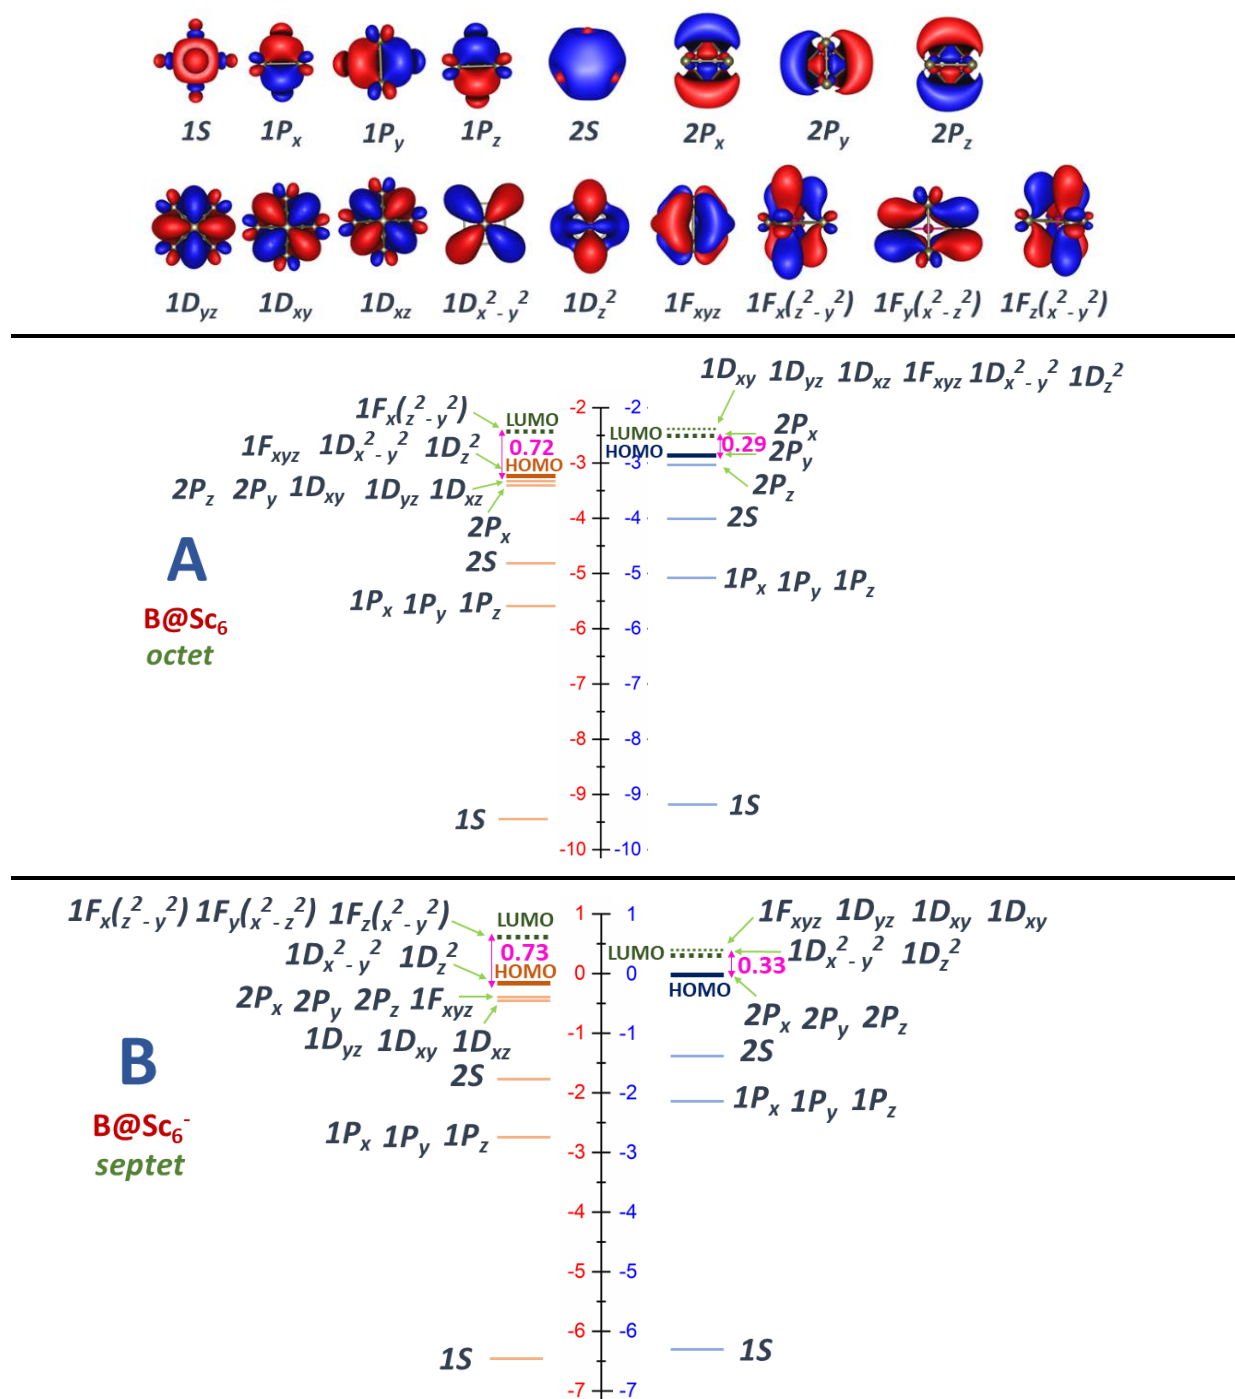 1S 1Px 1Py 1Pz 2S 2Px 2Py 2Pz
1Dyz 1Dxy 1Dxz 1Dx²-y² 1Dz² 1Fxyz 1Fx(z²-y²) 1Fy(x²-z²) 1Fz(x²-y²)
1Dxy 1Dyz 1Dxz 1Fxyz 1Dx²-y² 1Dz²
1Fx(z²-y²) LUMO -2 -2 2Px
1Fxyz 1Dx²-y² 1Dz² 0.72 LUMO 0.29
HOMO -3 HOMO -3 2Py
2Pz 2Py 1Dxy 1Dyz 1Dxz 2Pz
2Px -4 -4 2S
A 2S -5 -5 1Px 1Py 1Pz
B@Sc₆ 1Px 1Py 1Pz -6 -6
octet
-7 -7
-8 -8
-9 -9 1S
1S
-10 -10
1Fx(z²-y²) 1Fy(x²-z²) 1Fz(x²-y²) LUMO 1 1 1Fxyz 1Dyz 1Dxy 1Dxy
1Dx²-y² 1Dz² 0.73 LUMO 1Dx²-y² 1Dz²
HOMO 0 0 0.33
2Px 2Py 2Pz 1Fxyz HOMO
2Px 2Py 2Pz
1Dyz 1Dxy 1Dxz -1 -1 2S
B 2S -2 -2 1Px 1Py 1Pz
B@Sc₆⁻ 1Px 1Py 1Pz -3 -3
septet
-4 -4
-5 -5
-6 -6
1S 1S
-7 -7